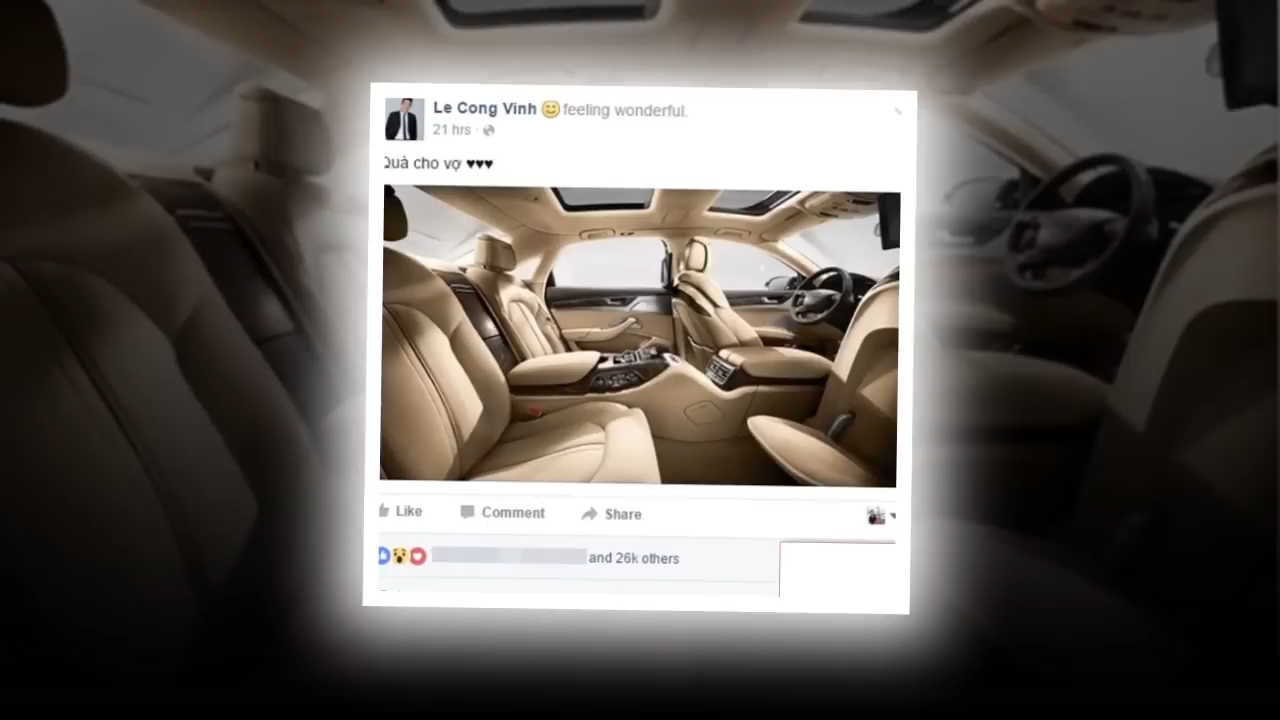 Le Cong Vinh feeling wonderful.
21 hrs ·
Quà cho vợ ♥♥♥
Like Comment Share
and 26k others